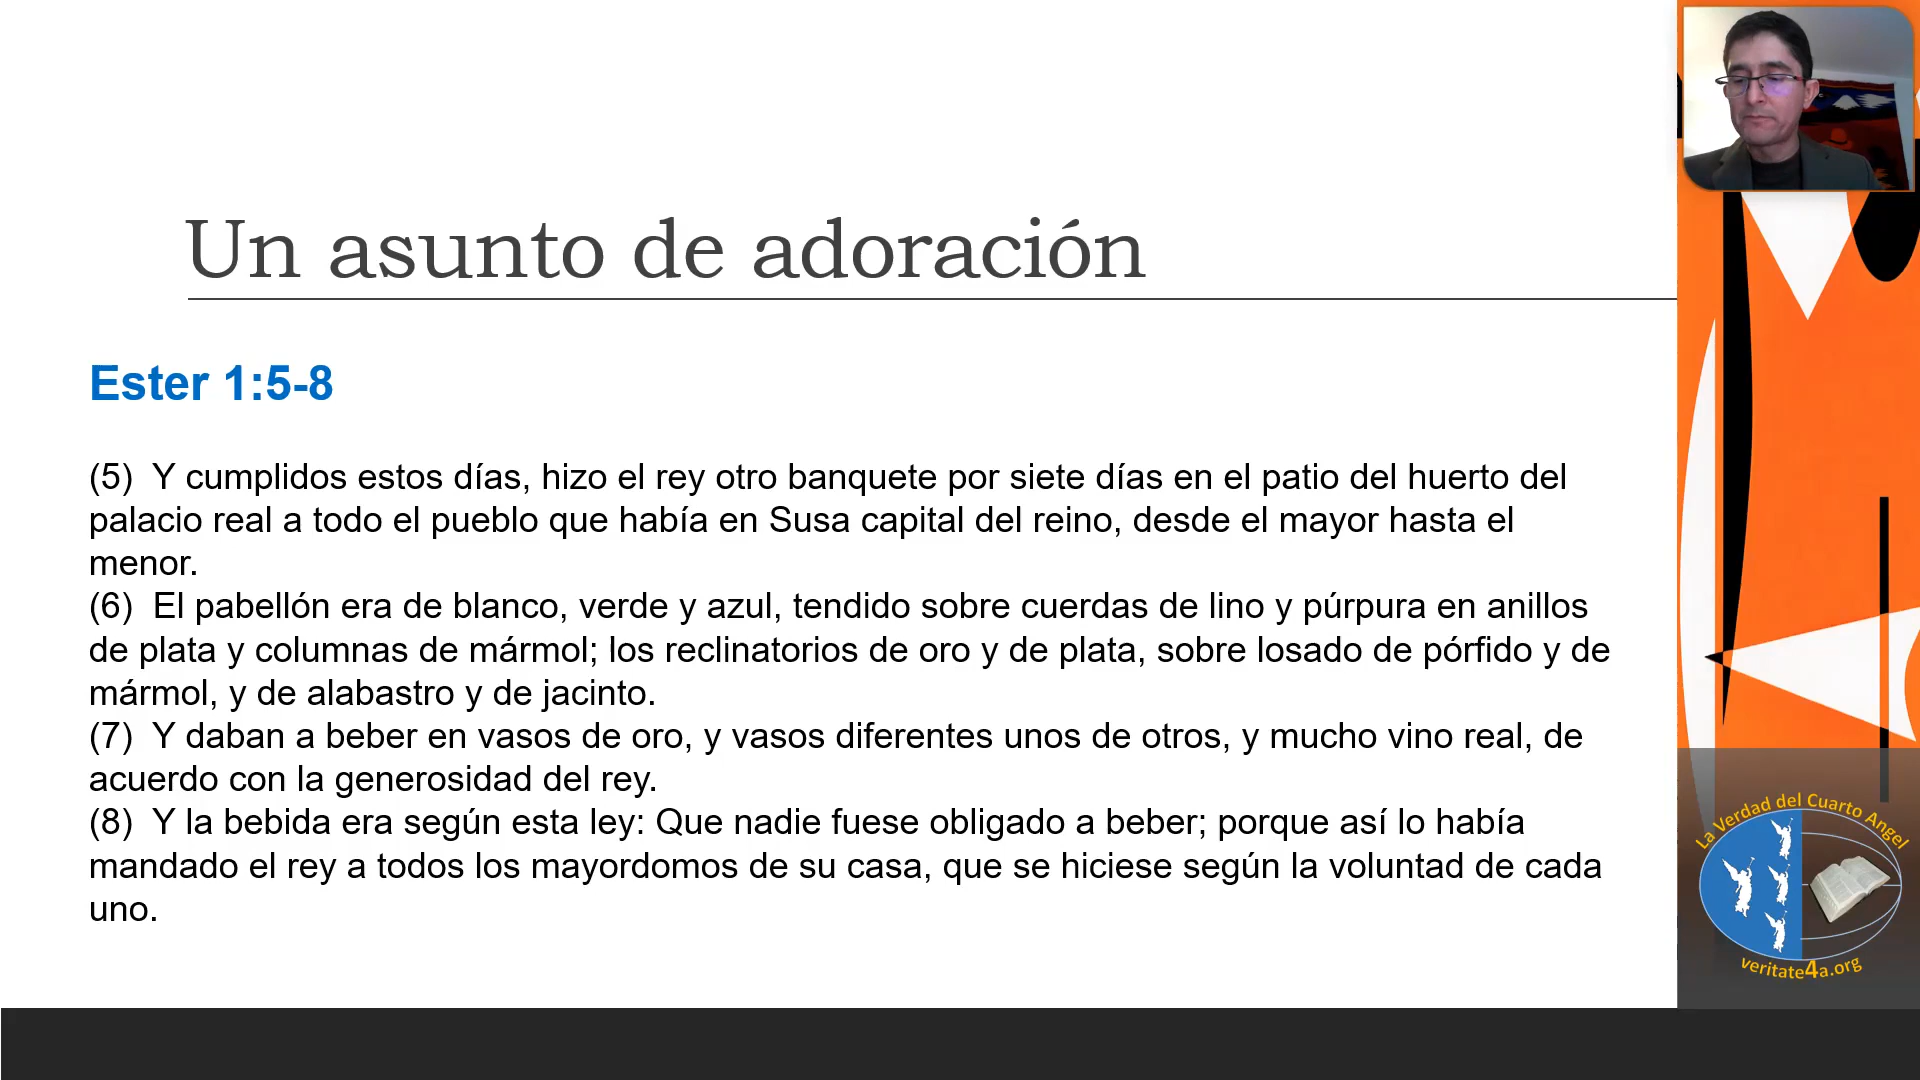 Un asunto de adoración
Ester 1:5-8
(5)  Y cumplidos estos días, hizo el rey otro banquete por siete días en el patio del huerto del
palacio real a todo el pueblo que había en Susa capital del reino, desde el mayor hasta el
menor.
(6)  El pabellón era de blanco, verde y azul, tendido sobre cuerdas de lino y púrpura en anillos
de plata y columnas de mármol; los reclinatorios de oro y de plata, sobre losado de pórfido y de
mármol, y de alabastro y de jacinto.
(7)  Y daban a beber en vasos de oro, y vasos diferentes unos de otros, y mucho vino real, de
acuerdo con la generosidad del rey.
(8)  Y la bebida era según esta ley: Que nadie fuese obligado a beber; porque así lo había
mandado el rey a todos los mayordomos de su casa, que se hiciese según la voluntad de cada
uno.
La Verdad del Cuarto Angel
veritate4a.org